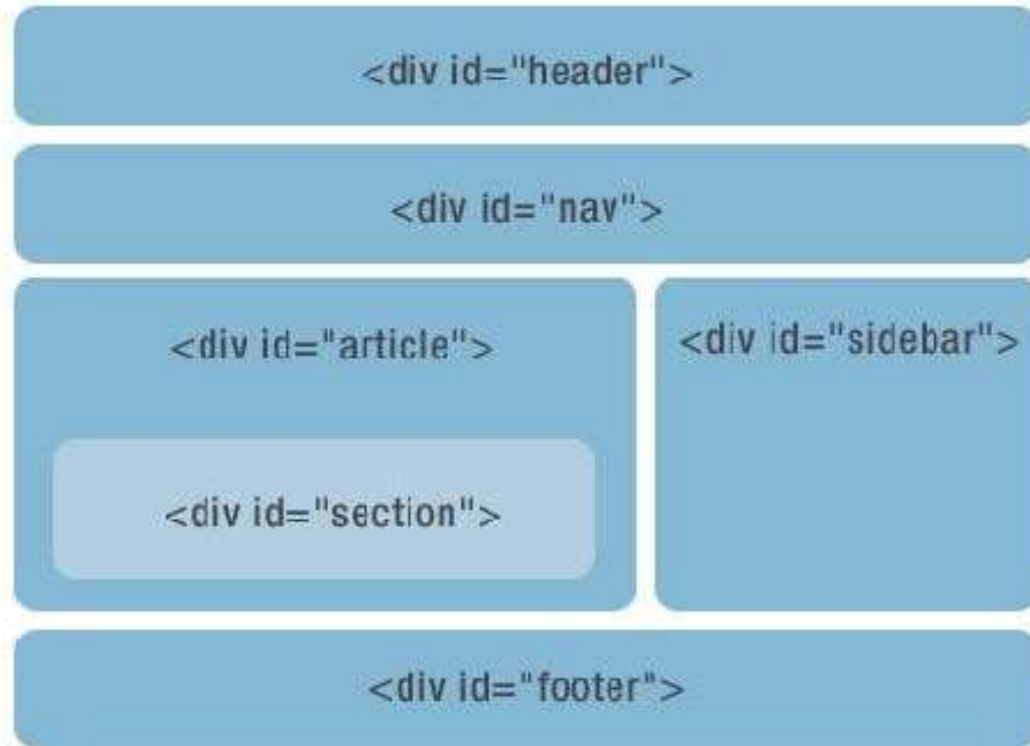 <div id="header">
<div id="nav">
<div id="article">
<div id="sidebar">
<div id="section">
<div id="footer">